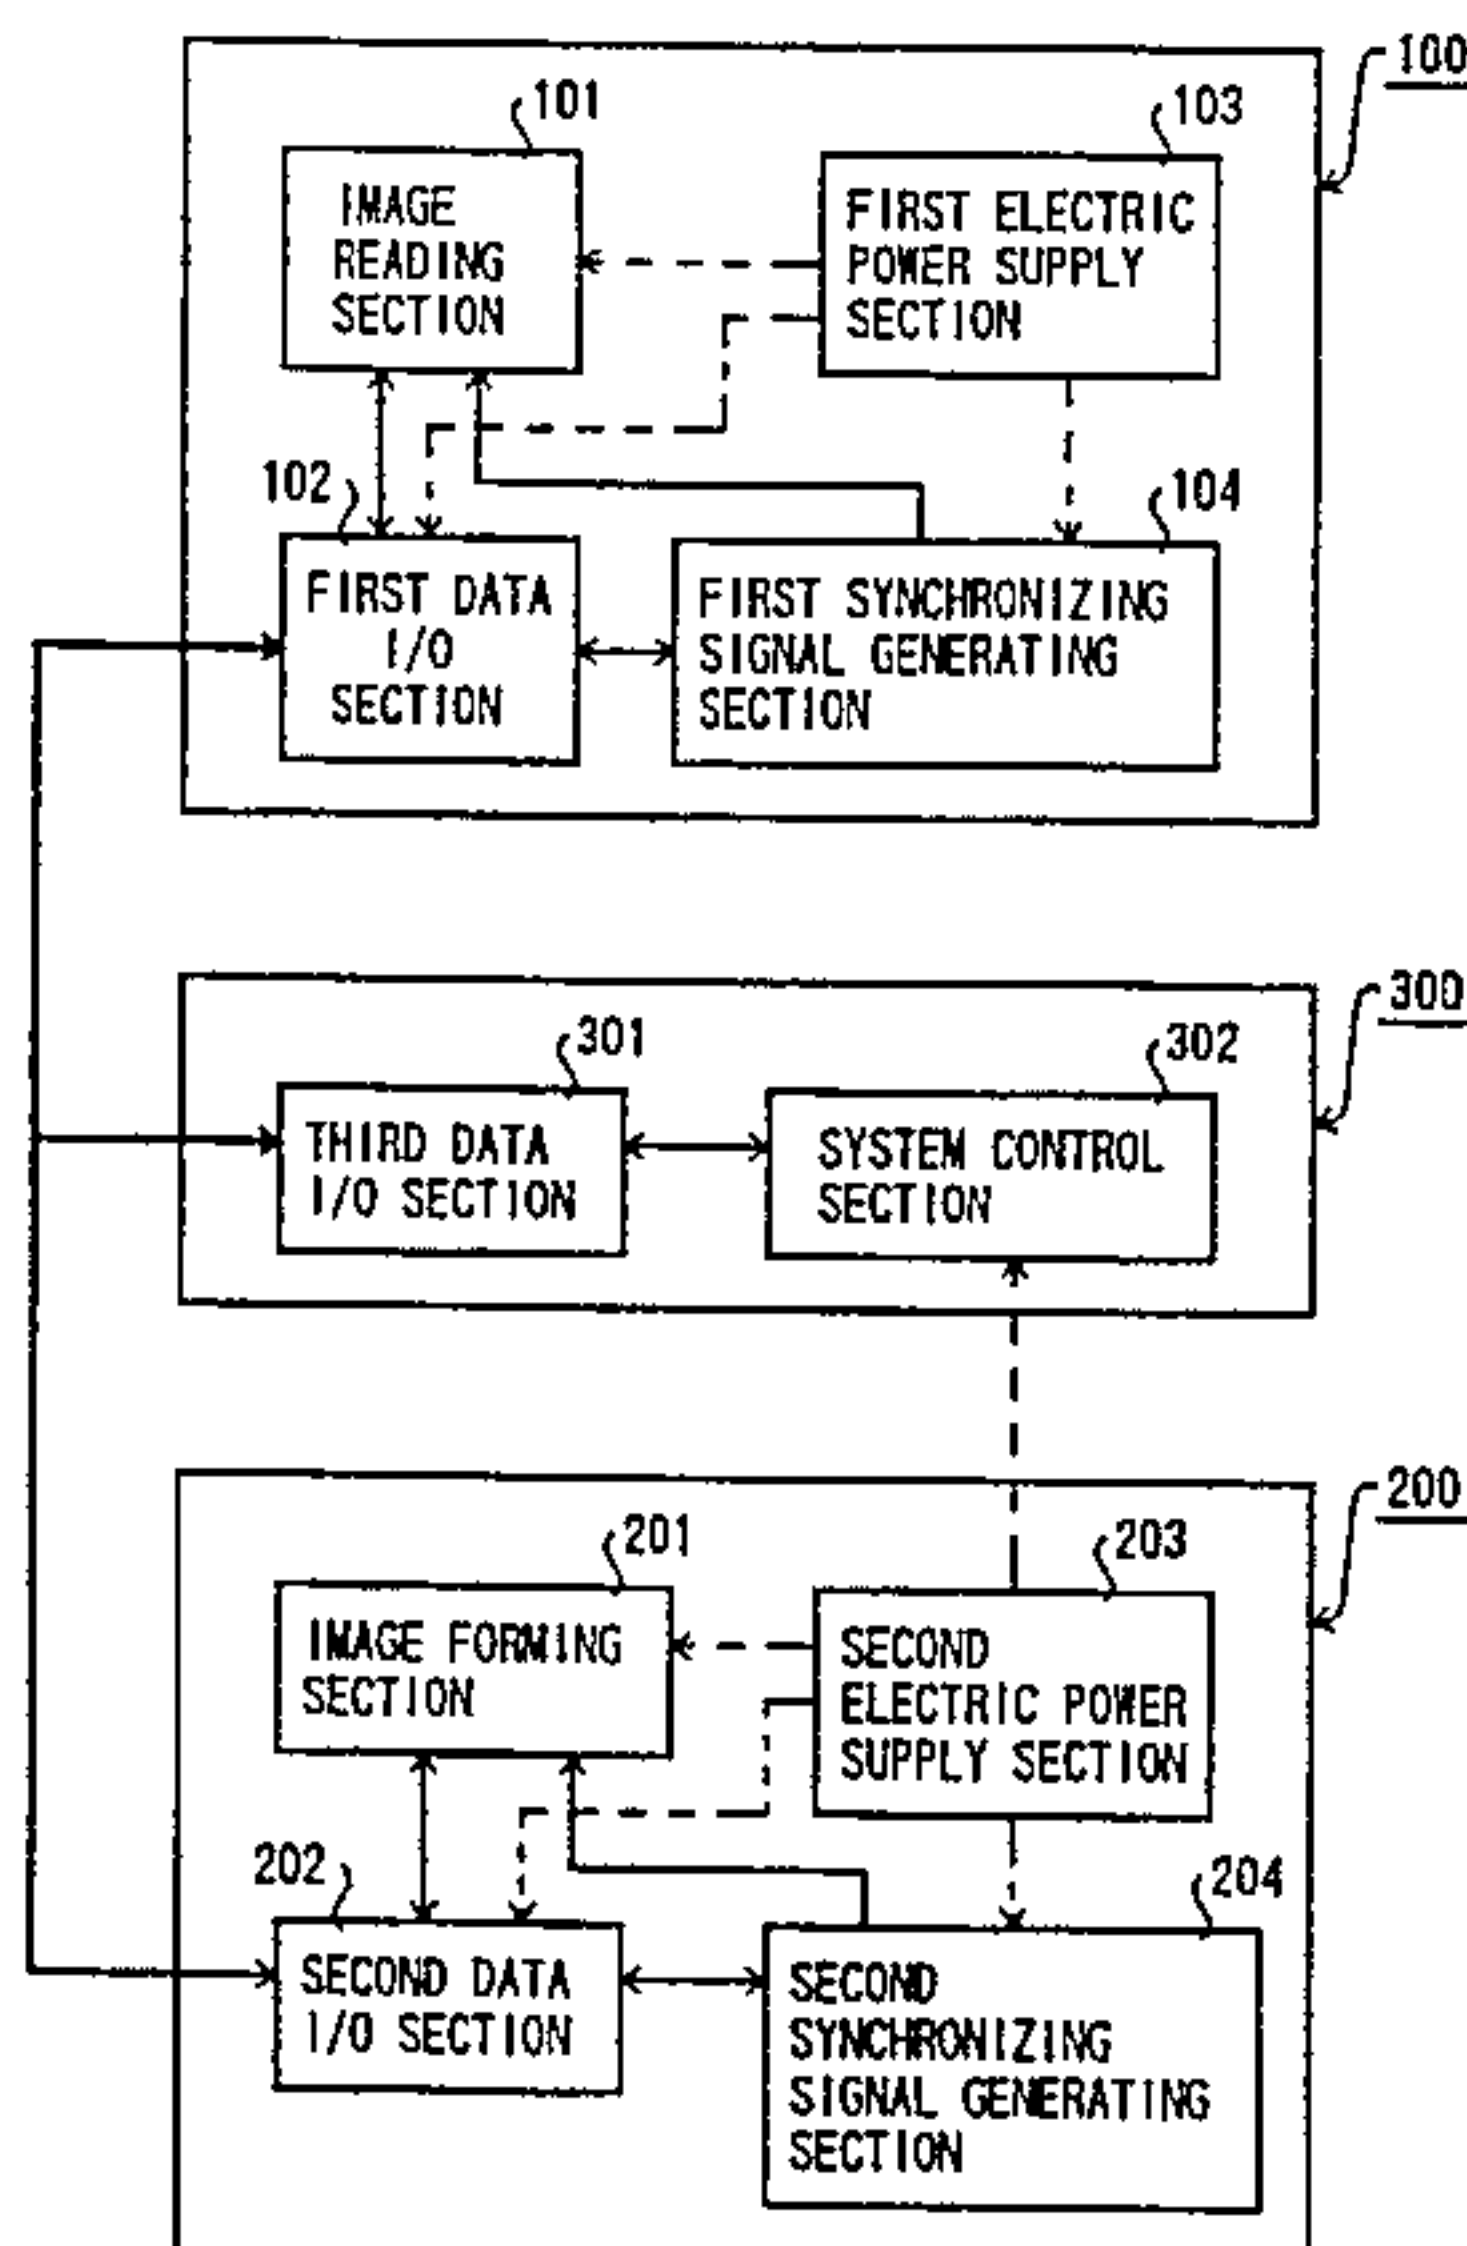 100
101
103
IMAGE
READING
SECTION
FIRST ELECTRIC
POWER SUPPLY
SECTION
102
104
FIRST DATA
I/O
SECTION
FIRST SYNCHRONIZING
SIGNAL GENERATING
SECTION
300
301
302
THIRD DATA
I/O SECTION
SYSTEM CONTROL
SECTION
200
201
203
IMAGE FORMING
SECTION
SECOND
ELECTRIC POWER
SUPPLY SECTION
202
204
SECOND DATA
I/O SECTION
SECOND
SYNCHRONIZING
SIGNAL GENERATING
SECTION